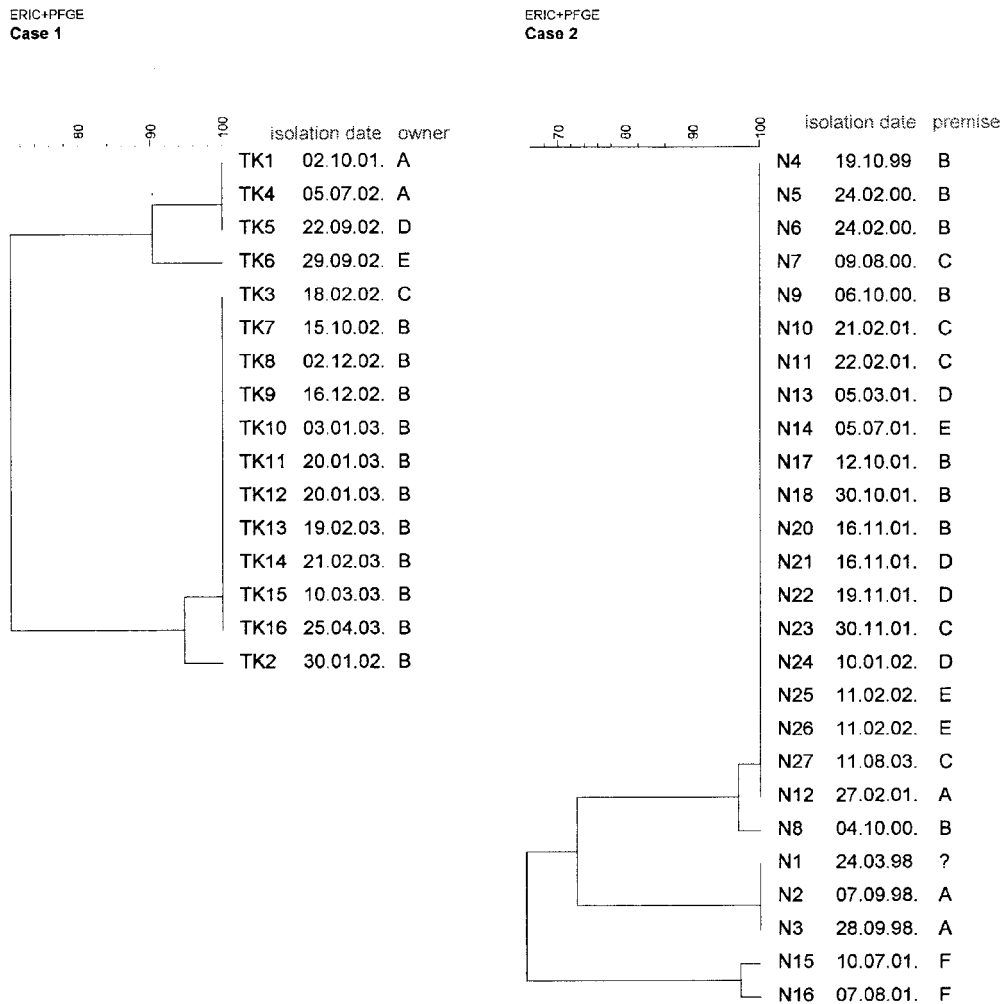 ERIC+PFGE
Case 1
80 90 100
isolation date owner
TK1 02.10.01. A
TK4 05.07.02. A
TK5 22.09.02. D
TK6 29.09.02. E
TK3 18.02.02. C
TK7 15.10.02. B
TK8 02.12.02. B
TK9 16.12.02. B
TK10 03.01.03. B
TK11 20.01.03. B
TK12 20.01.03. B
TK13 19.02.03. B
TK14 21.02.03. B
TK15 10.03.03. B
TK16 25.04.03. B
TK2 30.01.02. B
ERIC+PFGE
Case 2
70 80 90 100
isolation date premise
N4 19.10.99 B
N5 24.02.00. B
N6 24.02.00. B
N7 09.08.00. C
N9 06.10.00. B
N10 21.02.01. C
N11 22.02.01. C
N13 05.03.01. D
N14 05.07.01. E
N17 12.10.01. B
N18 30.10.01. B
N20 16.11.01. B
N21 16.11.01. D
N22 19.11.01. D
N23 30.11.01. C
N24 10.01.02. D
N25 11.02.02. E
N26 11.02.02. E
N27 11.08.03. C
N12 27.02.01. A
N8 04.10.00. B
N1 24.03.98 ?
N2 07.09.98. A
N3 28.09.98. A
N15 10.07.01. F
N16 07.08.01. F